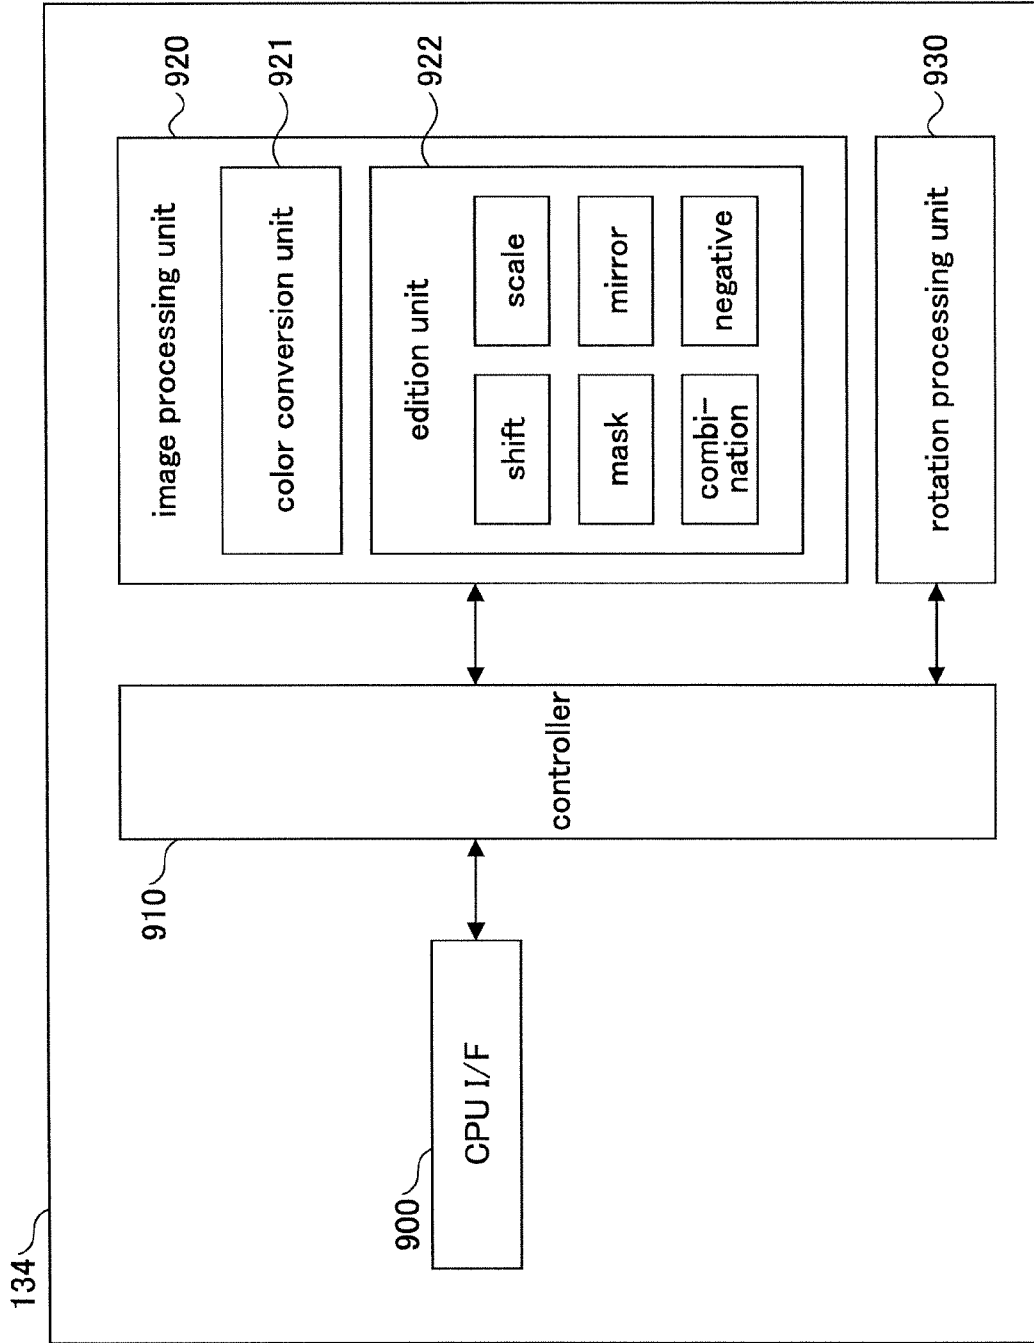 134
900
CPU I/F
910
controller
920
image processing unit
921
color conversion unit
922
edition unit
shift
scale
mask
mirror
combi-
nation
negative
930
rotation processing unit